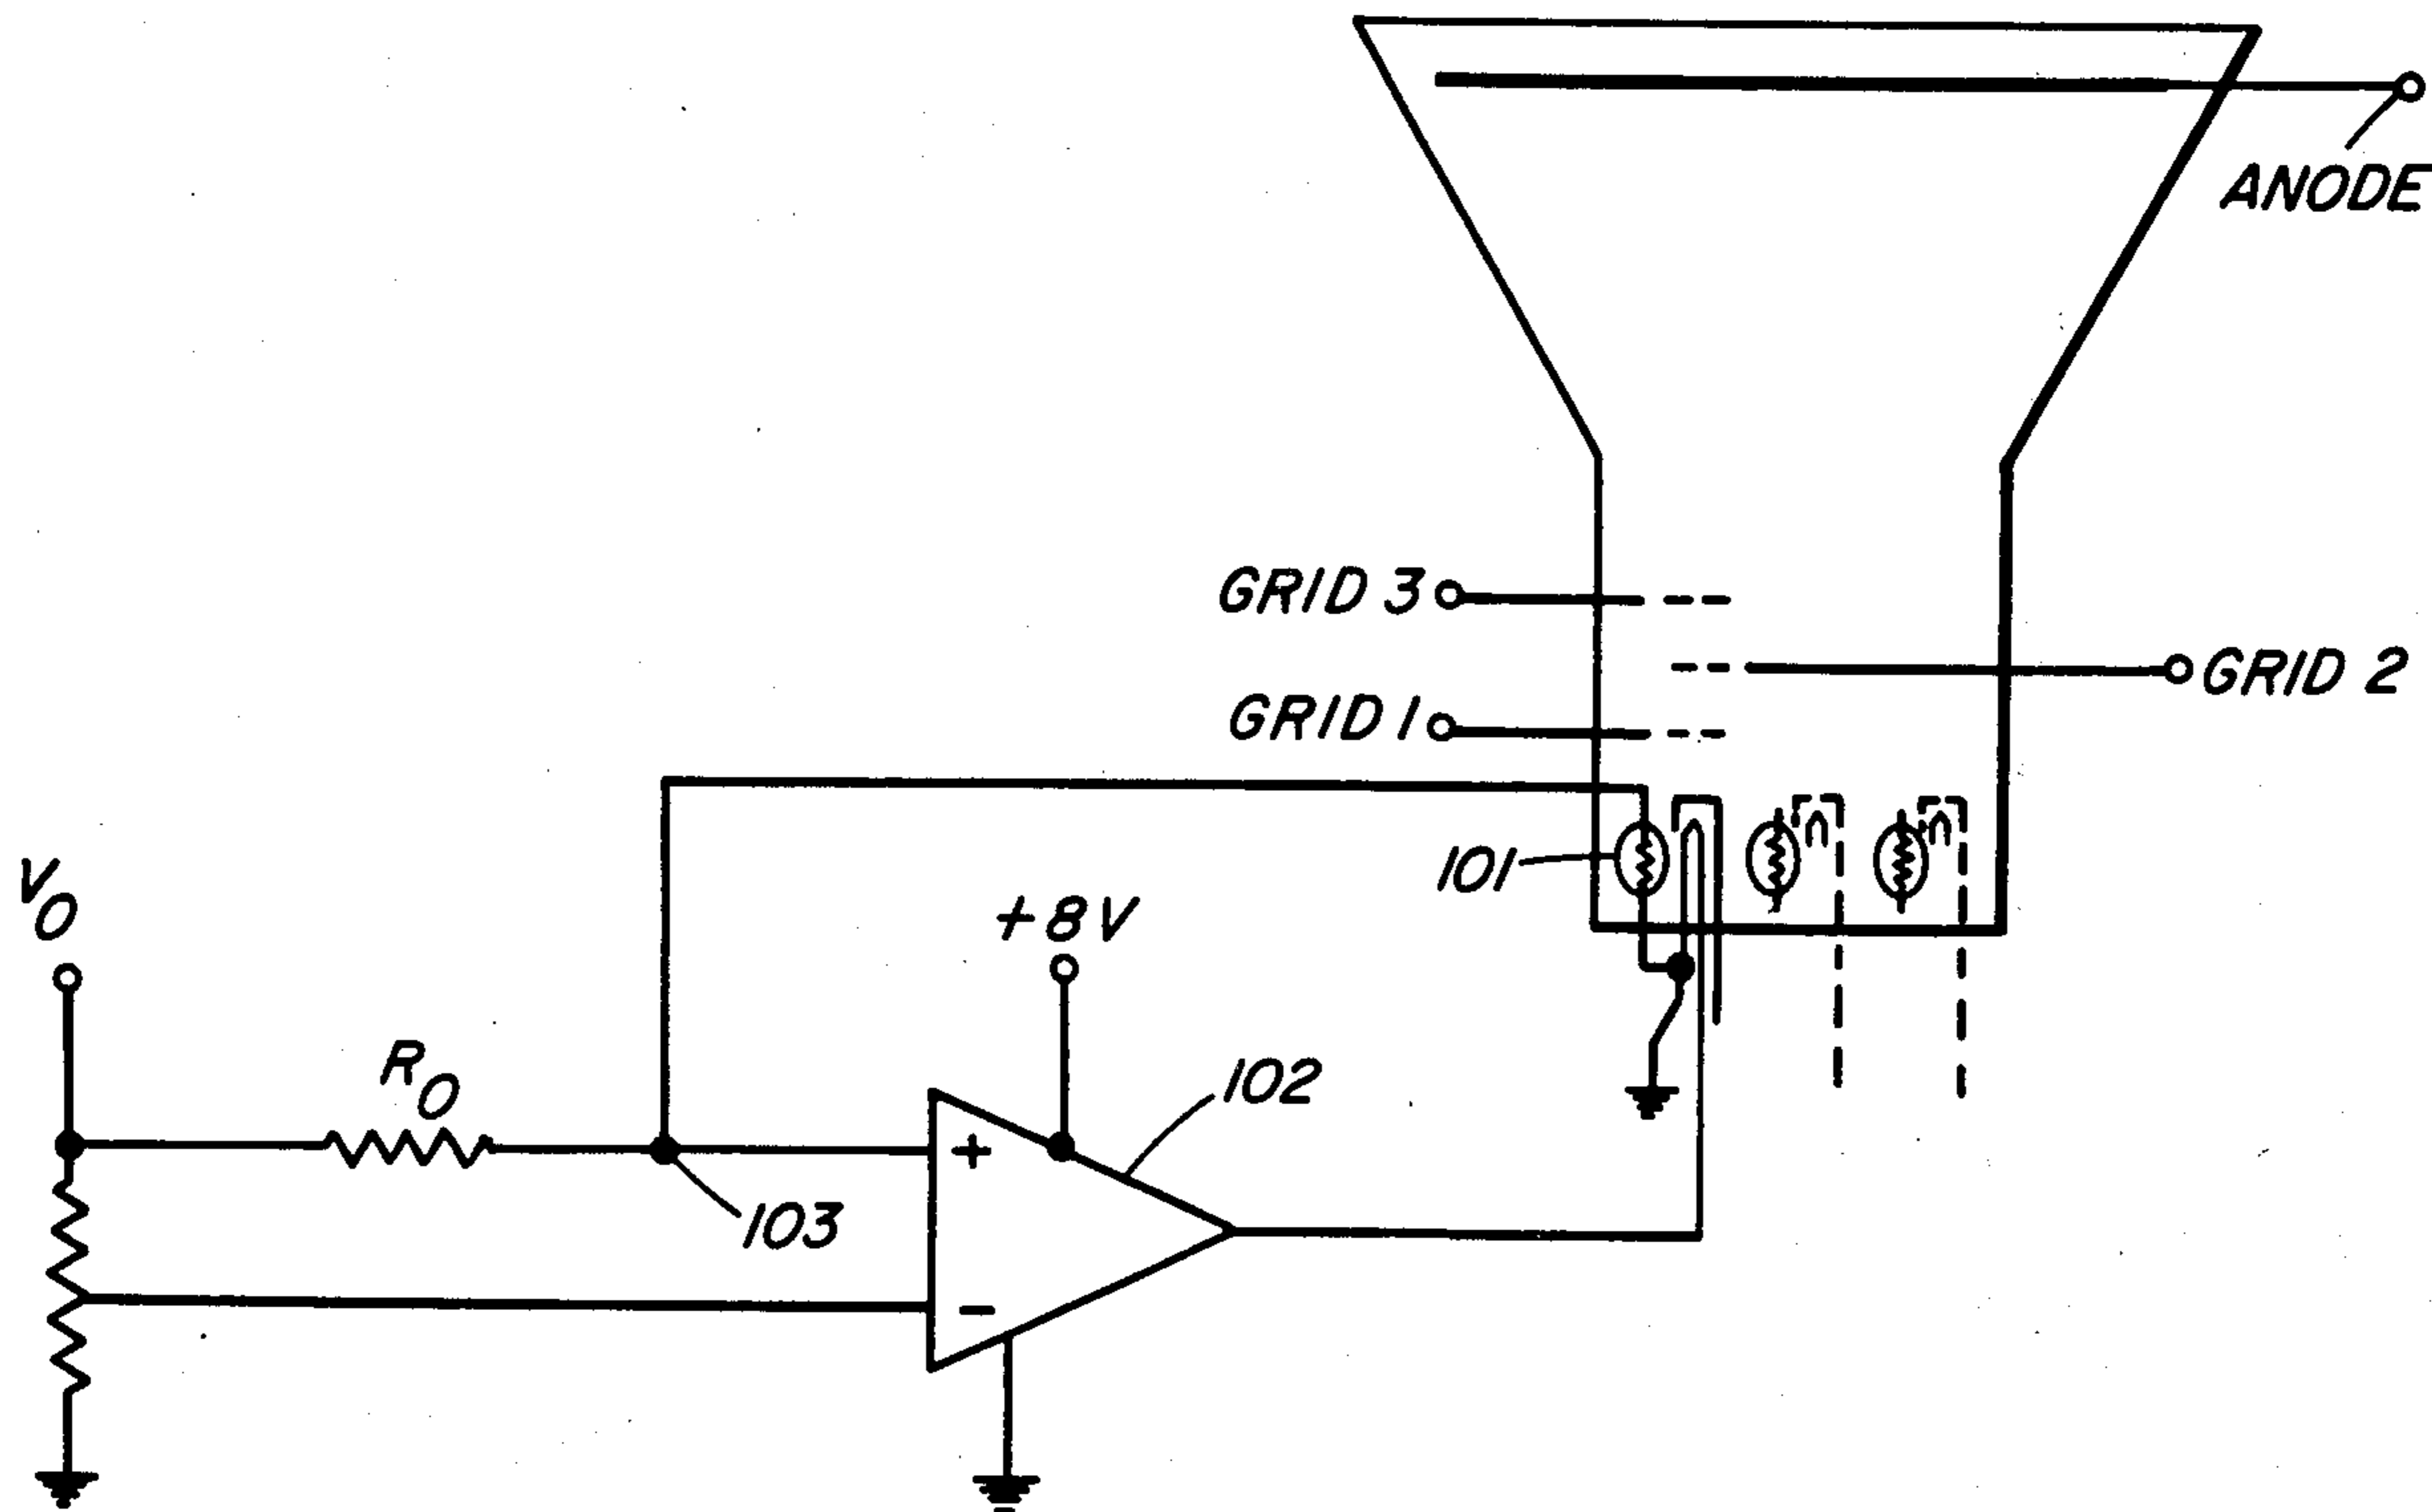 ANODE
GRID 3
GRID 2
GRID 1
101
V0
+8V
R0
102
+
103
−